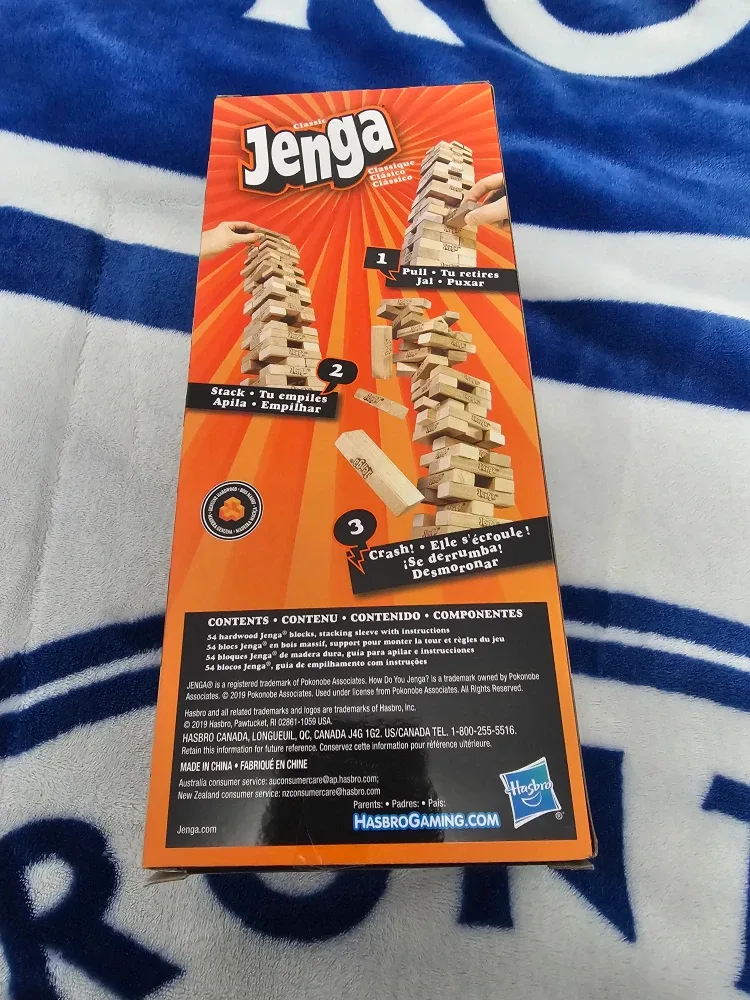 Classic
Jenga
Classique
Clásico
Clássico
1
Pull • Tu retires
Jal • Puxar
2
Stack • Tu empiles
Apila • Empilhar
3
Crash! • Elle s'écroule!
¡Se derrumba!
Desmoronar
CONTENTS • CONTENU • CONTENIDO • COMPONENTES
54 hardwood Jenga® blocks, stacking sleeve with instructions
54 blocs Jenga® en bois massif, support pour monter la tour et règles du jeu
54 bloques Jenga® de madera dura, guía para apilar e instrucciones
54 blocos Jenga®, guia de empilhamento com instruções
JENGA® is a registered trademark of Pokonobe Associates. How Do You Jenga? is a trademark owned by Pokonobe
Associates. © 2019 Pokonobe Associates. Used under license from Pokonobe Associates. All Rights Reserved.
Hasbro and all related trademarks and logos are trademarks of Hasbro, Inc.
© 2019 Hasbro, Pawtucket, RI 02861-1059 USA.
HASBRO CANADA, LONGUEUIL, QC, CANADA J4G 1G2. US/CANADA TEL. 1-800-255-5516.
Retain this information for future reference. Conservez cette information pour référence ultérieure.
MADE IN CHINA • FABRIQUÉ EN CHINE
Australia consumer service: auconsumercare@ap.hasbro.com;
New Zealand consumer service: nzconsumercare@hasbro.com
Parents: • Padres: • Pais:
HASBROGAMING.COM
Hasbro
®
Jenga.com
RONT